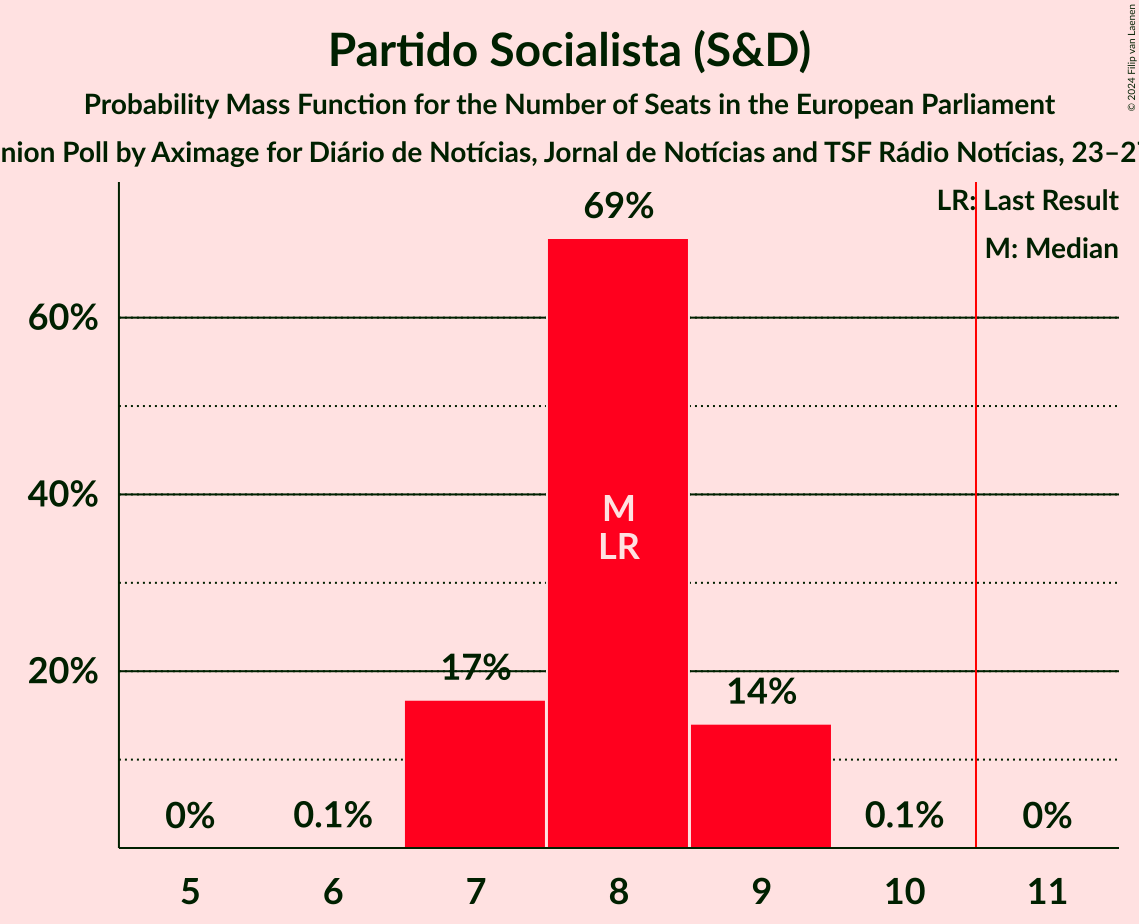 Partido Socialista (S&D)
Probability Mass Function for the Number of Seats in the European Parliament
nion Poll by Aximage for Diário de Notícias, Jornal de Notícias and TSF Rádio Notícias, 23–27
© 2024 Filip van Laenen
LR: Last Result
M: Median
69%
60%
40%
M
LR
20%
17%
14%
0%
0.1%
0.1%
0%
5
6
7
8
9
10
11